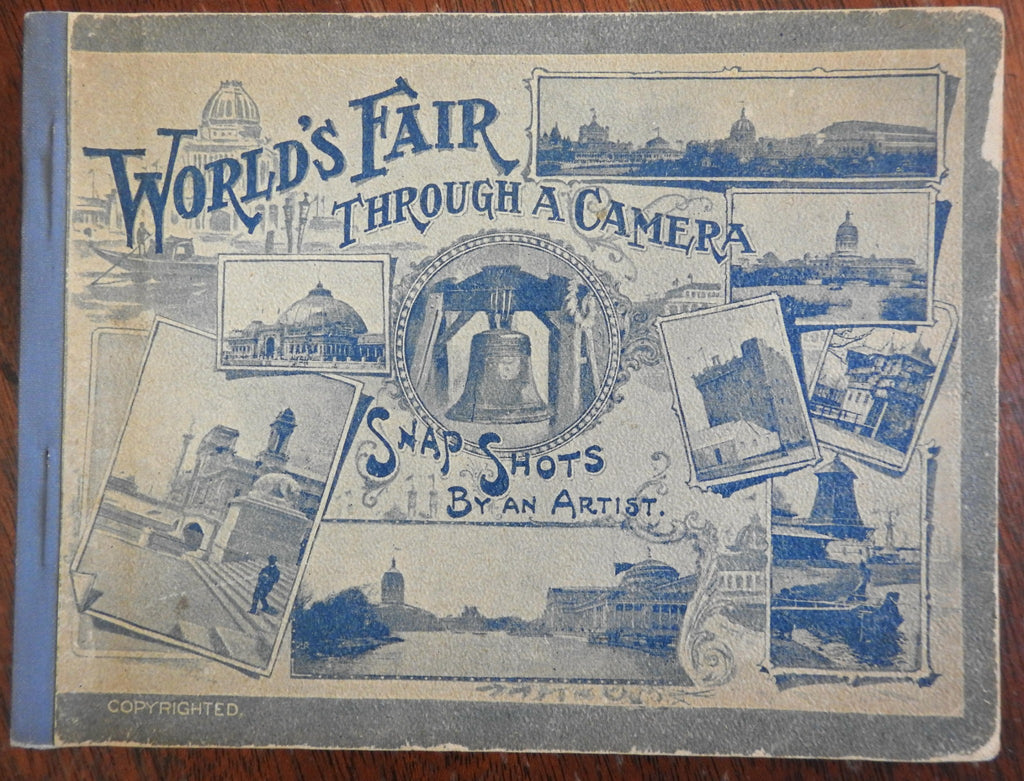 WORLD'S FAIR
THROUGH A CAMERA
SNAP SHOTS
BY AN ARTIST.
COPYRIGHTED.